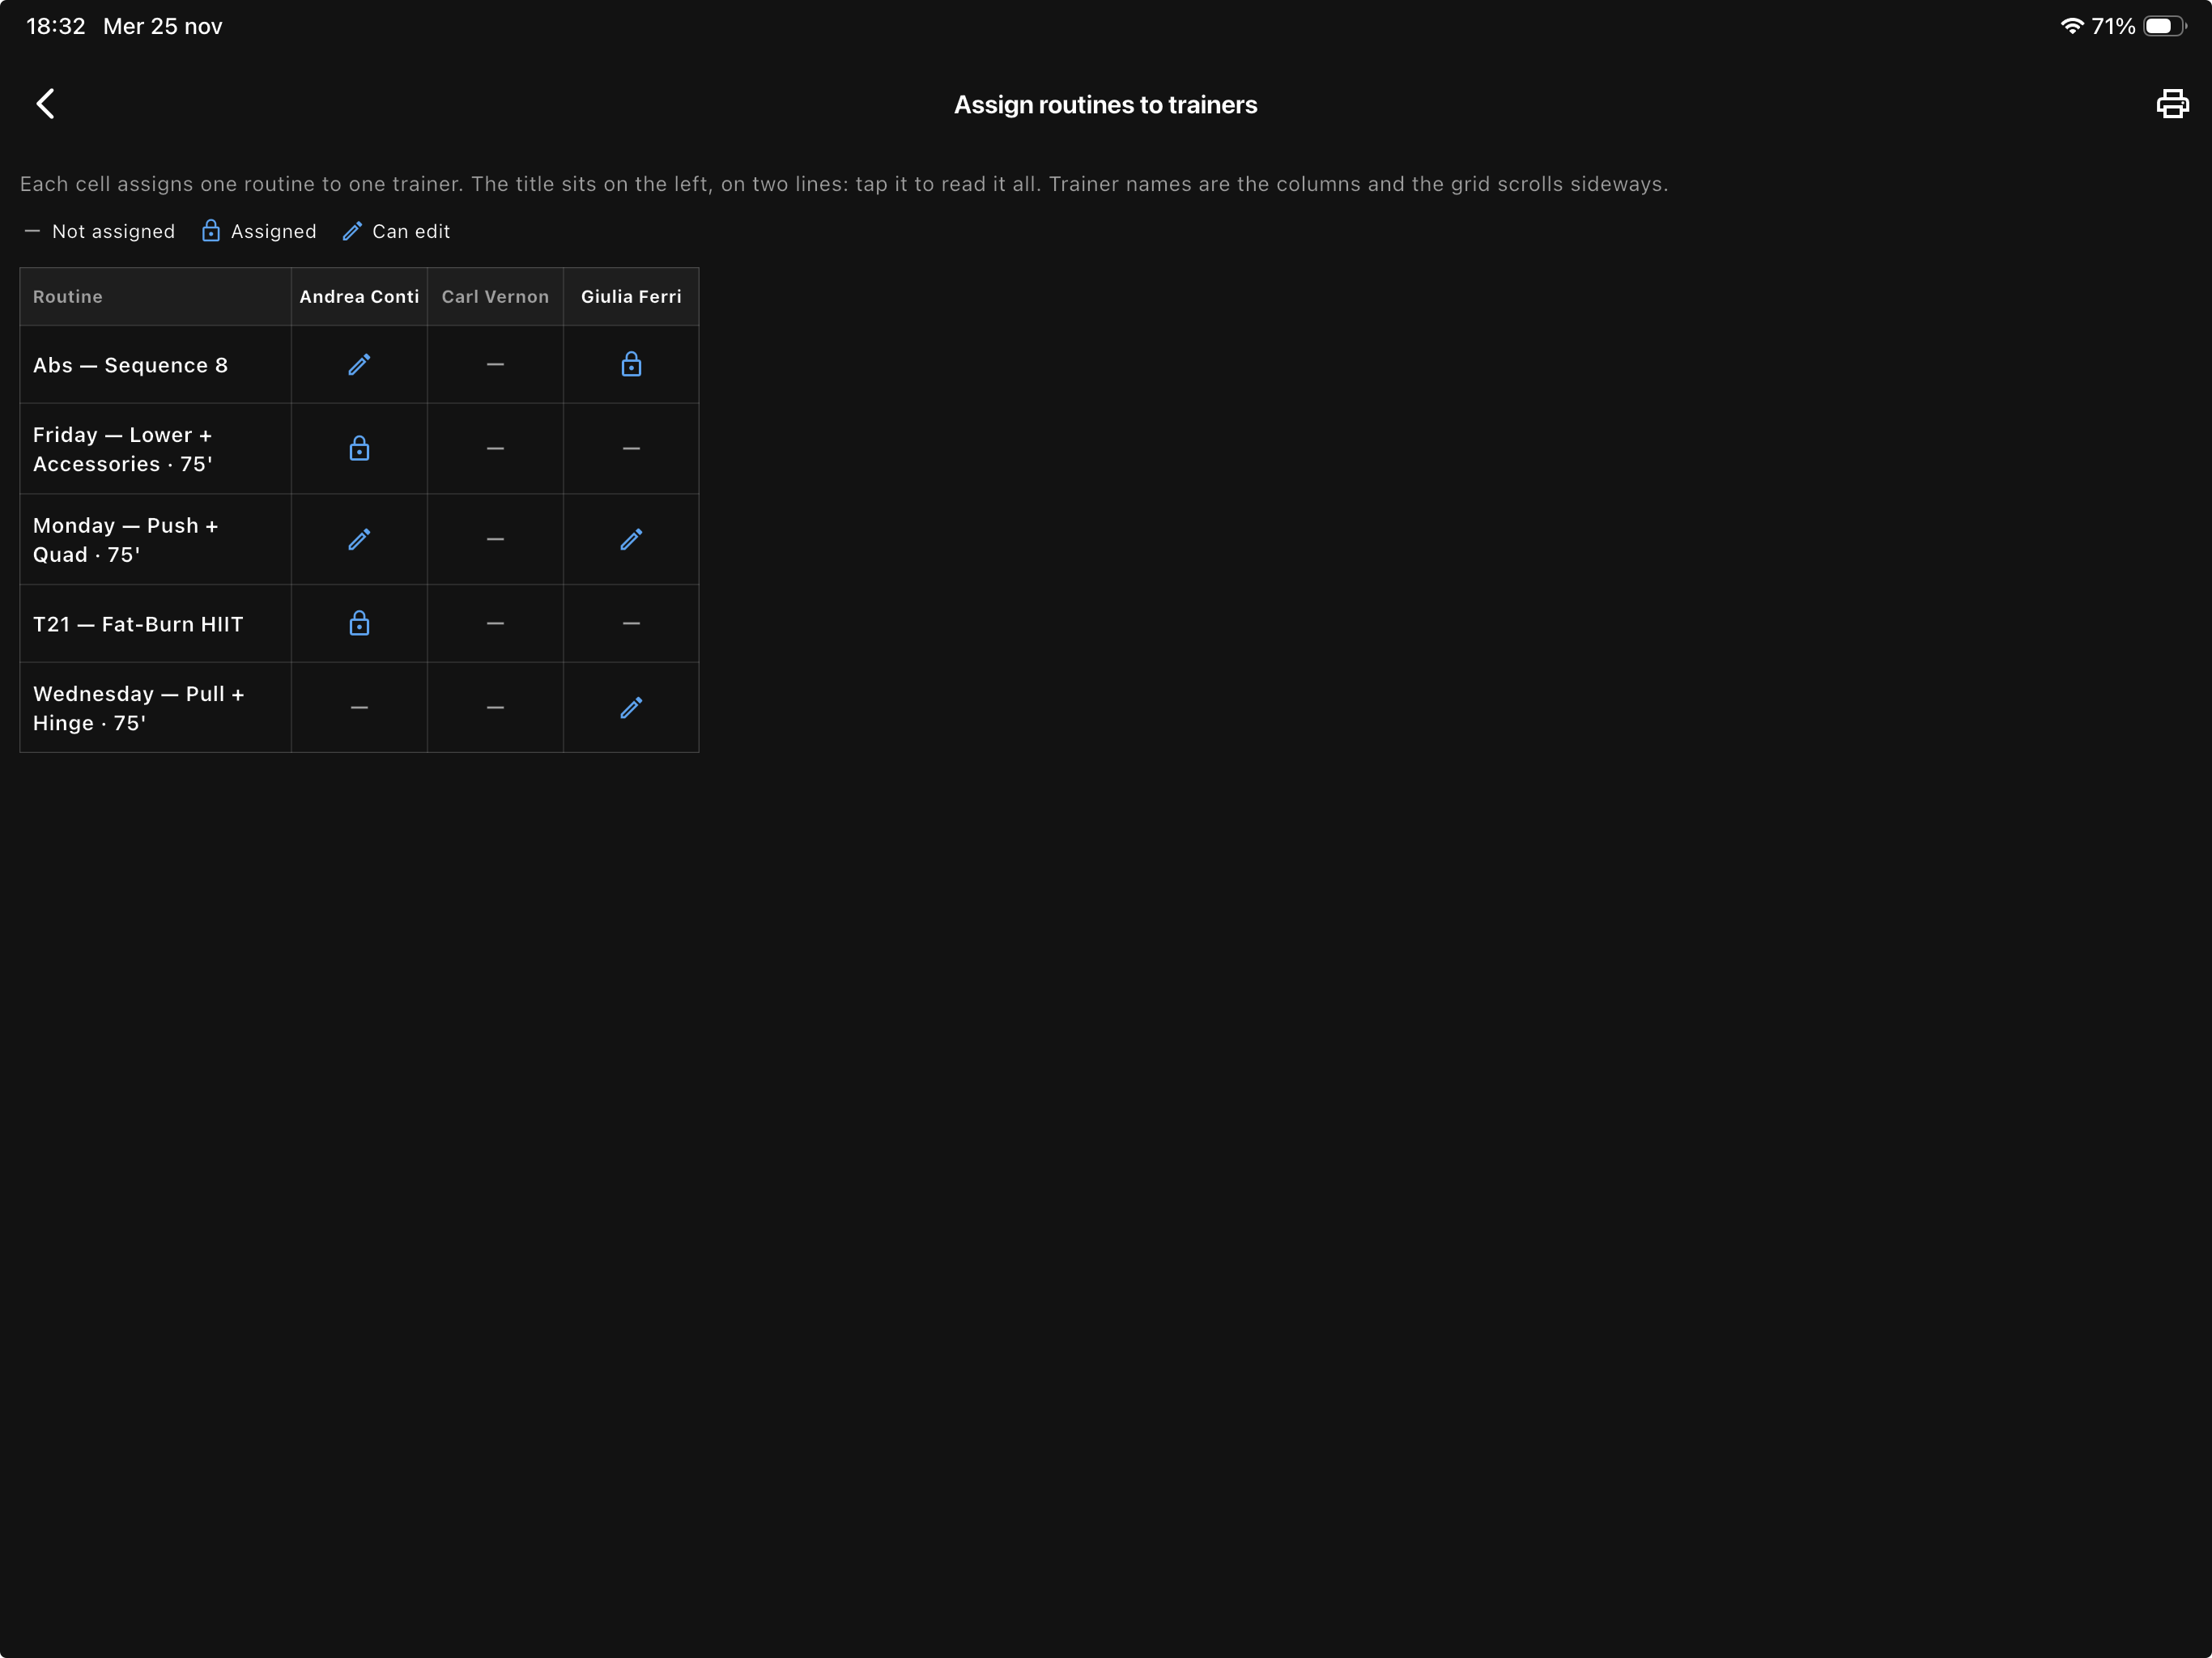 18:32 Mer 25 nov 71%
Assign routines to trainers
Each cell assigns one routine to one trainer. The title sits on the left, on two lines: tap it to read it all. Trainer names are the columns and the grid scrolls sideways.
— Not assigned Assigned Can edit
Routine Andrea Conti Carl Vernon Giulia Ferri
Abs — Sequence 8 —
Friday — Lower +
Accessories · 75' — —
Monday — Push +
Quad · 75' —
T21 — Fat-Burn HIIT — —
Wednesday — Pull +
Hinge · 75' — —